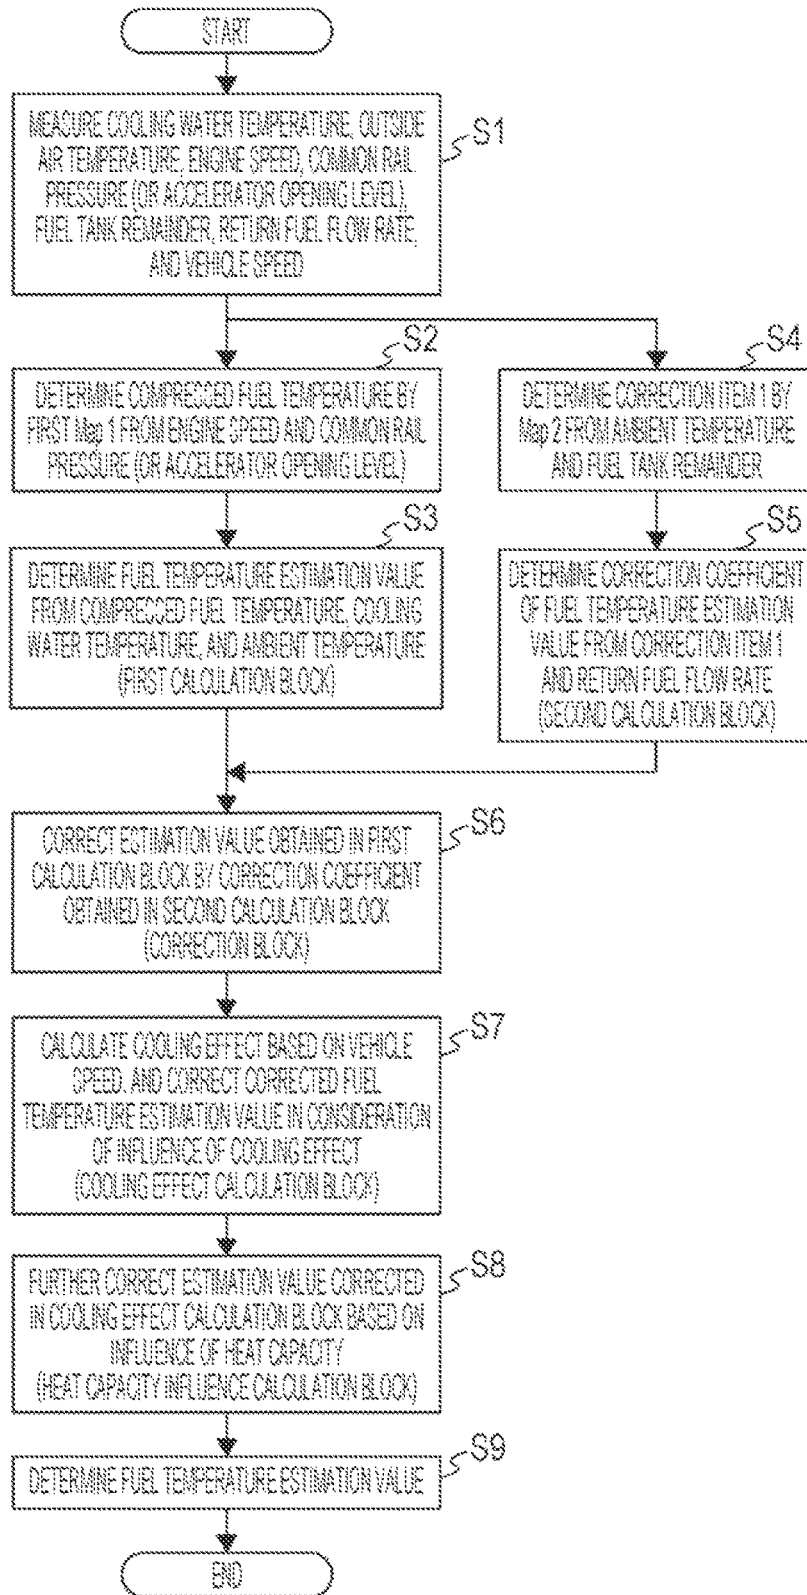 START
MEASURE COOLING WATER TEMPERATURE, OUTSIDE
AIR TEMPERATURE, ENGINE SPEED, COMMON RAIL
PRESSURE (OR ACCELERATOR OPENING LEVEL),
FUEL TANK REMAINDER, RETURN FUEL FLOW RATE,
AND VEHICLE SPEED
S1
S2
DETERMINE COMPRESSED FUEL TEMPERATURE BY
FIRST Map 1 FROM ENGINE SPEED AND COMMON RAIL
PRESSURE (OR ACCELERATOR OPENING LEVEL)
S3
DETERMINE FUEL TEMPERATURE ESTIMATION VALUE
FROM COMPRECCED FUEL TEMPERATURE, COOLING
WATER TEMPERATURE, AND AMBIENT TEMPERATURE
(FIRST CALCULATION BLOCK)
S4
DETERMINE CORRECTION ITEM 1 BY
Map 2 FROM AMBIENT TEMPERATURE
AND FUEL TANK REMAINDER
S5
DETERMINE CORRECTION COEFFICIENT
OF FUEL TEMPERATURE ESTIMATION
VALUE FROM CORRECTION ITEM 1
AND RETURN FUEL FLOW RATE
(SECOND CALCULATION BLOCK)
S6
CORRECT ESTIMATION VALUE OBTAINED IN FIRST
CALCULATION BLOCK BY CORRECTION COEFFICIENT
OBTAINED IN SECOND CALCULATION BLOCK
(CORRECTION BLOCK)
S7
CALCULATE COOLING EFFECT BASED ON VEHICLE
SPEED, AND CORRECT CORRECTED FUEL
TEMPERATURE ESTIMATION VALUE IN CONSIDERATION
OF INFLUENCE OF COOLING EFFECT
(COOLING EFFECT CALCULATION BLOCK)
S8
FURTHER CORRECT ESTIMATION VALUE CORRECTED
IN COOLING EFFECT CALCULATION BLOCK BASED ON
INFLUENCE OF HEAT CAPACITY
(HEAT CAPACITY INFLUENCE CALCULATION BLOCK)
S9
DETERMINE FUEL TEMPERATURE ESTIMATION VALUE
END